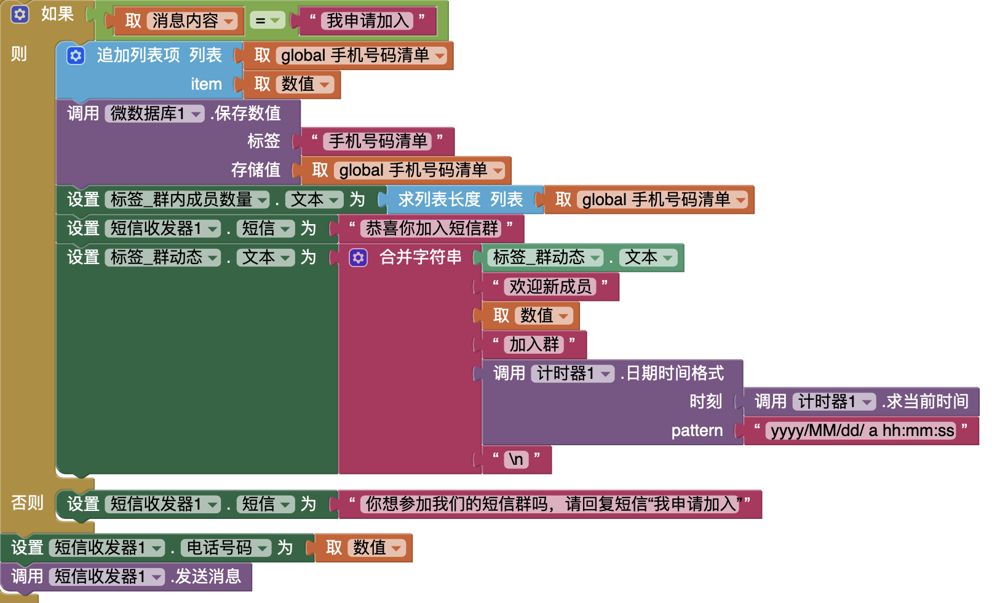 如果 取 消息内容 = “ 我申请加入 ”
则 追加列表项 列表 取 global 手机号码清单
item 取 数值
调用 微数据库1 .保存数值
标签 “ 手机号码清单 ”
存储值 取 global 手机号码清单
设置 标签_群内成员数量 . 文本 为 求列表长度 列表 取 global 手机号码清单
设置 短信收发器1 . 短信 为 “ 恭喜你加入短信群 ”
设置 标签_群动态 . 文本 为 合并字符串 标签_群动态 . 文本
“ 欢迎新成员 ”
取 数值
“ 加入群 ”
调用 计时器1 .日期时间格式
时刻 调用 计时器1 .求当前时间
pattern “ yyyy/MM/dd/ a hh:mm:ss ”
“ \n ”
否则 设置 短信收发器1 . 短信 为 “ 你想参加我们的短信群吗，请回复短信“我申请加入” ”
设置 短信收发器1 . 电话号码 为 取 数值
调用 短信收发器1 .发送消息